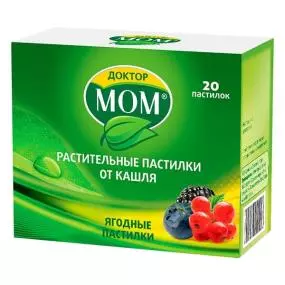 ДОКТОР
МОМ®
20
пастилок
РАСТИТЕЛЬНЫЕ ПАСТИЛКИ
ОТ КАШЛЯ
ЯГОДНЫЕ
ПАСТИЛКИ